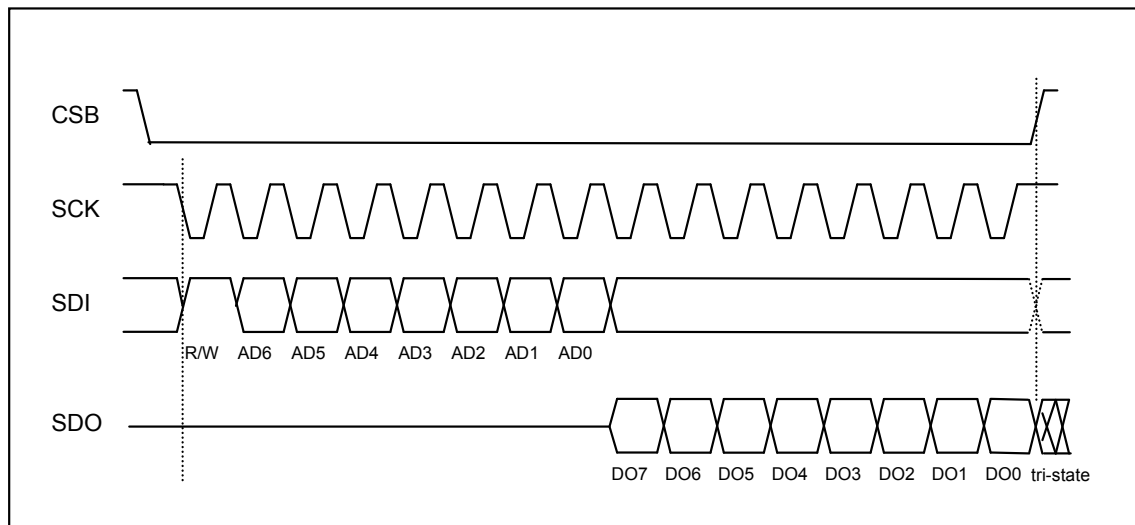 CSB
SCK
SDI
R/W AD6 AD5 AD4 AD3 AD2 AD1 AD0
SDO
DO7 DO6 DO5 DO4 DO3 DO2 DO1 DO0 tri-state